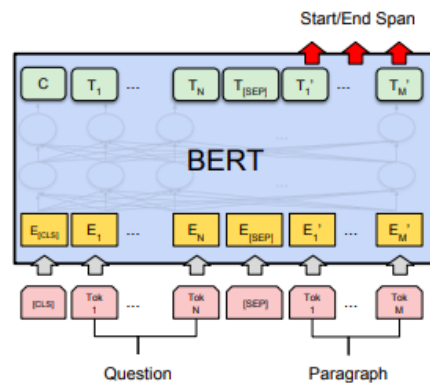 Start/End Span
C T1 ... TN T[SEP] T1' ... TM'
...
BERT
...
E[CLS] E1 ... EN E[SEP] E1' ... EM'
[CLS] Tok 1 ... Tok N [SEP] Tok 1 ... Tok M
Question Paragraph